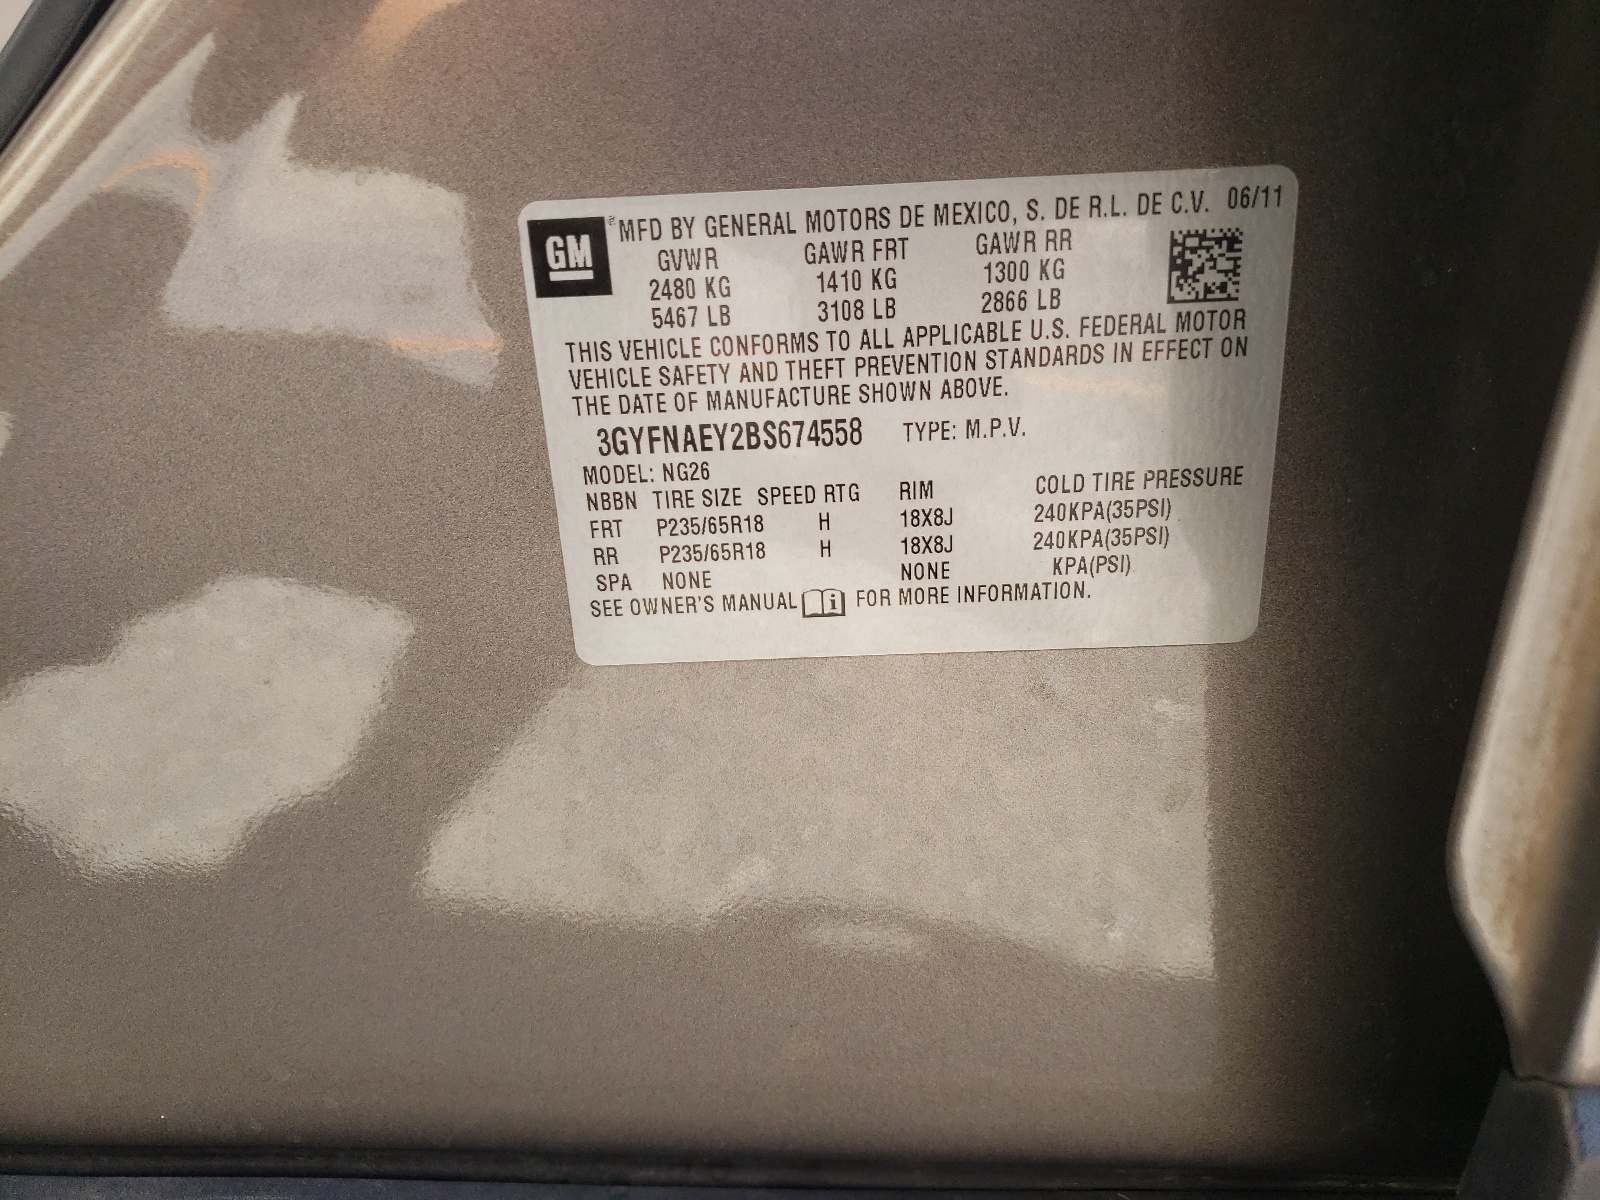 GM MFD BY GENERAL MOTORS DE MEXICO, S. DE R.L. DE C.V. 06/11
GVWR GAWR FRT GAWR RR
2480 KG 1410 KG 1300 KG
5467 LB 3108 LB 2866 LB
THIS VEHICLE CONFORMS TO ALL APPLICABLE U.S. FEDERAL MOTOR
VEHICLE SAFETY AND THEFT PREVENTION STANDARDS IN EFFECT ON
THE DATE OF MANUFACTURE SHOWN ABOVE.
3GYFNAEY2BS674558 TYPE: M.P.V.
MODEL: NG26
NBBN TIRE SIZE SPEED RTG RIM COLD TIRE PRESSURE
FRT P235/65R18 H 18X8J 240KPA(35PSI)
RR P235/65R18 H 18X8J 240KPA(35PSI)
SPA NONE NONE KPA(PSI)
SEE OWNER'S MANUAL i FOR MORE INFORMATION.